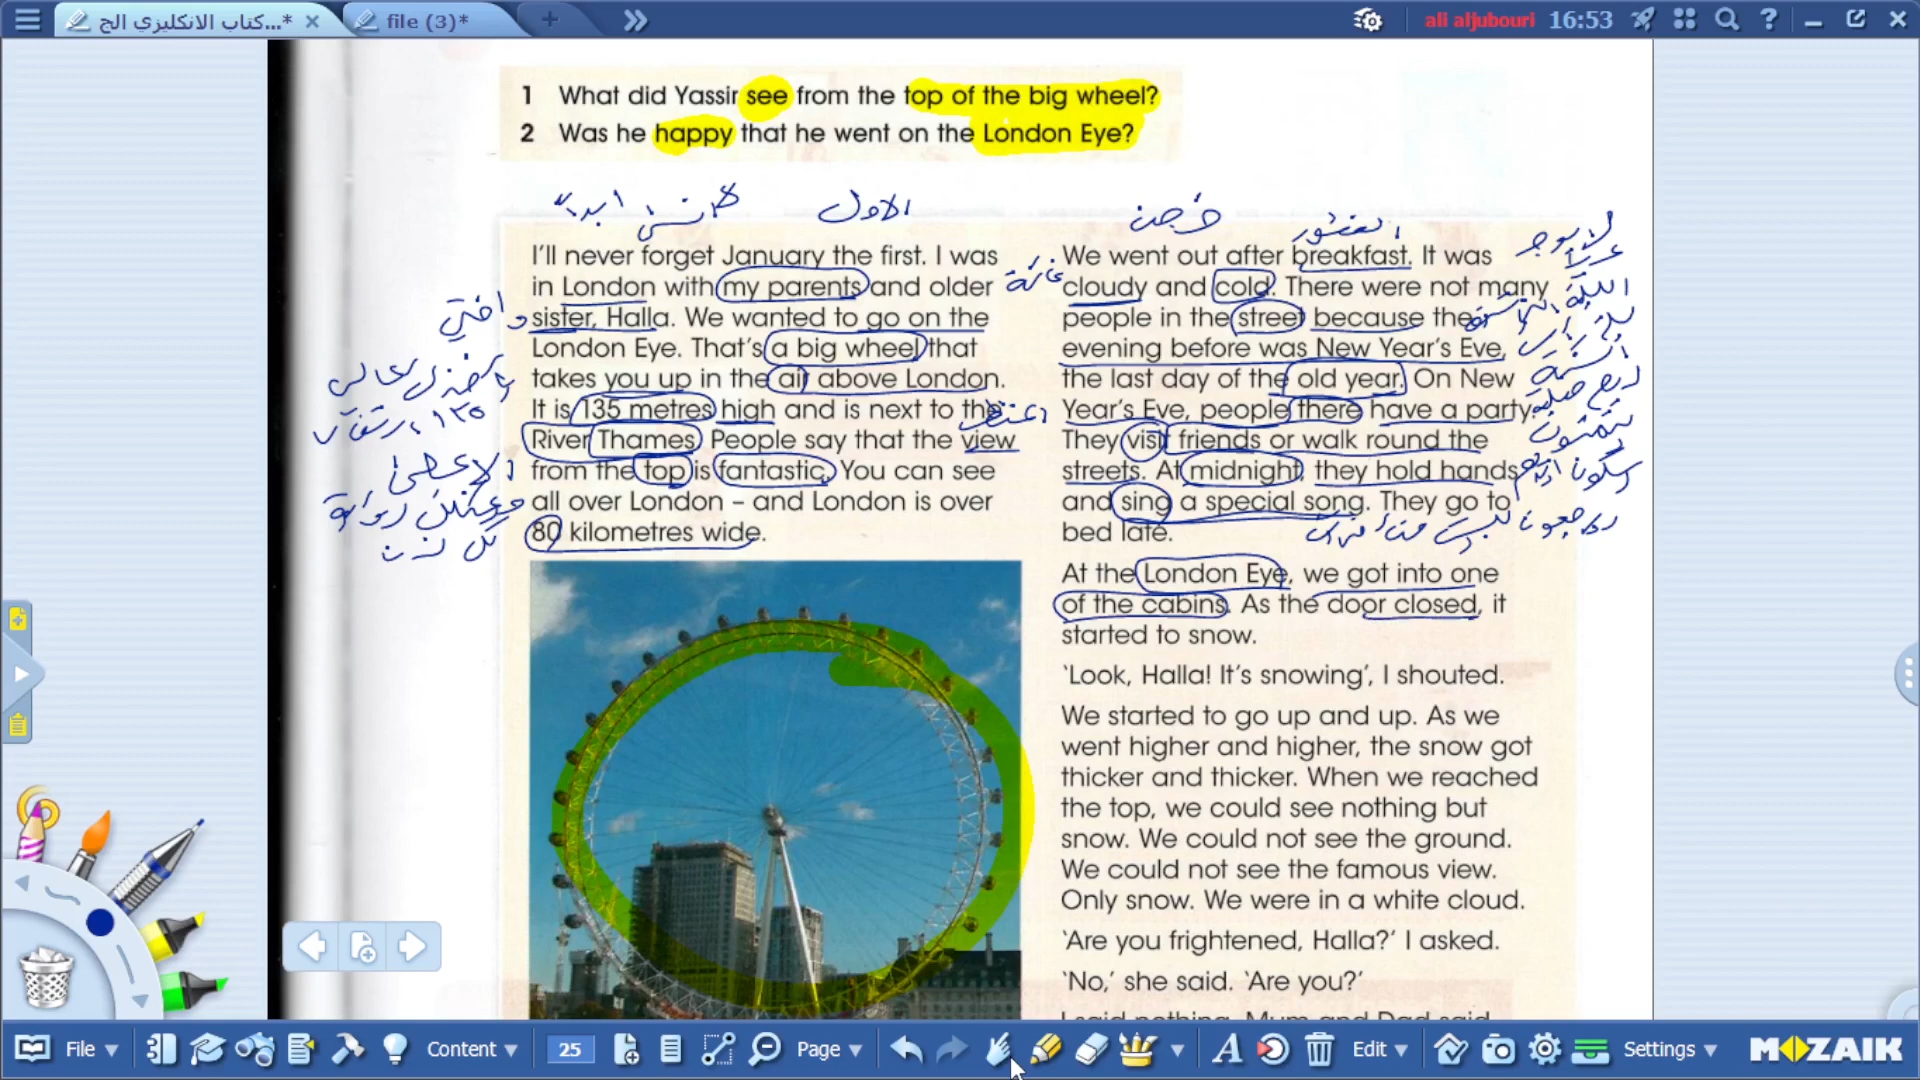 كتاب الانكليزي الج...*
file (3)*
ali aljubouri 16:53
1 What did Yassir see from the top of the big wheel?
2 Was he happy that he went on the London Eye?
الاول
I'll never forget January the first. I was
in London with my parents and older
sister, Halla. We wanted to go on the
London Eye. That's a big wheel that
takes you up in the air above London.
It is 135 metres high and is next to the
River Thames. People say that the view
from the top is fantastic. You can see
all over London – and London is over
80 kilometres wide.
We went out after breakfast. It was
cloudy and cold. There were not many
people in the street because the
evening before was New Year's Eve,
the last day of the old year. On New
Year's Eve, people there have a party.
They visit friends or walk round the
streets. At midnight, they hold hands
and sing a special song. They go to
bed late.
At the London Eye, we got into one
of the cabins. As the door closed, it
started to snow.
'Look, Halla! It's snowing', I shouted.
We started to go up and up. As we
went higher and higher, the snow got
thicker and thicker. When we reached
the top, we could see nothing but
snow. We could not see the ground.
We could not see the famous view.
Only snow. We were in a white cloud.
'Are you frightened, Halla?' I asked.
'No,' she said. 'Are you?'
I said nothing. Mum and Dad said
File Content 25 Page Edit Settings MOZAIK